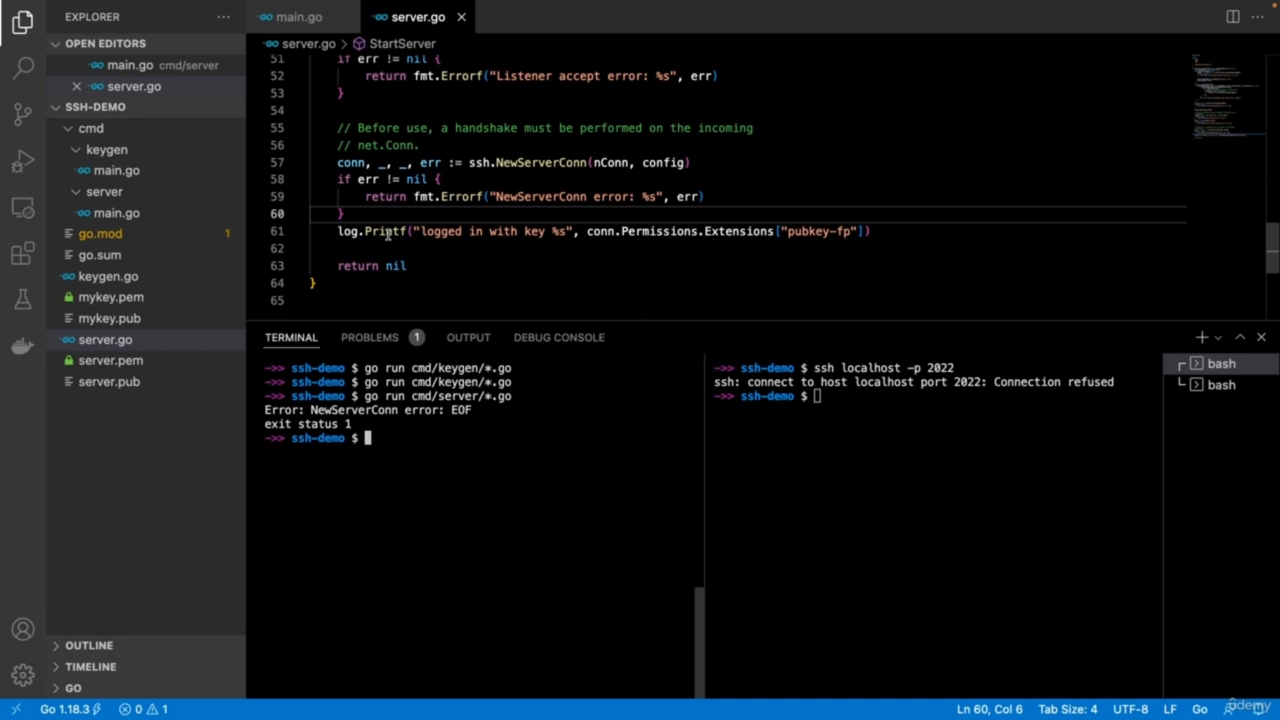 EXPLORER
OPEN EDITORS
main.go cmd/server
server.go
SSH-DEMO
cmd
keygen
main.go
server
main.go
go.mod 1
go.sum
keygen.go
mykey.pem
mykey.pub
server.go
server.pem
server.pub
OUTLINE
TIMELINE
GO
main.go server.go
server.go > StartServer
51 if err != nil {
52 return fmt.Errorf("Listener accept error: %s", err)
53 }
54
55 // Before use, a handshake must be performed on the incoming
56 // net.Conn.
57 conn, _, _, err := ssh.NewServerConn(nConn, config)
58 if err != nil {
59 return fmt.Errorf("NewServerConn error: %s", err)
60 }
61 log.Printf("logged in with key %s", conn.Permissions.Extensions["pubkey-fp"])
62
63 return nil
64 }
65
TERMINAL PROBLEMS 1 OUTPUT DEBUG CONSOLE
->> ssh-demo $ go run cmd/keygen/*.go
->> ssh-demo $ go run cmd/keygen/*.go
->> ssh-demo $ go run cmd/server/*.go
Error: NewServerConn error: EOF
exit status 1
->> ssh-demo $
->> ssh-demo $ ssh localhost -p 2022
ssh: connect to host localhost port 2022: Connection refused
->> ssh-demo $
bash
bash
Go 1.18.3 0 1 Ln 60, Col 6 Tab Size: 4 UTF-8 LF Go
udemy